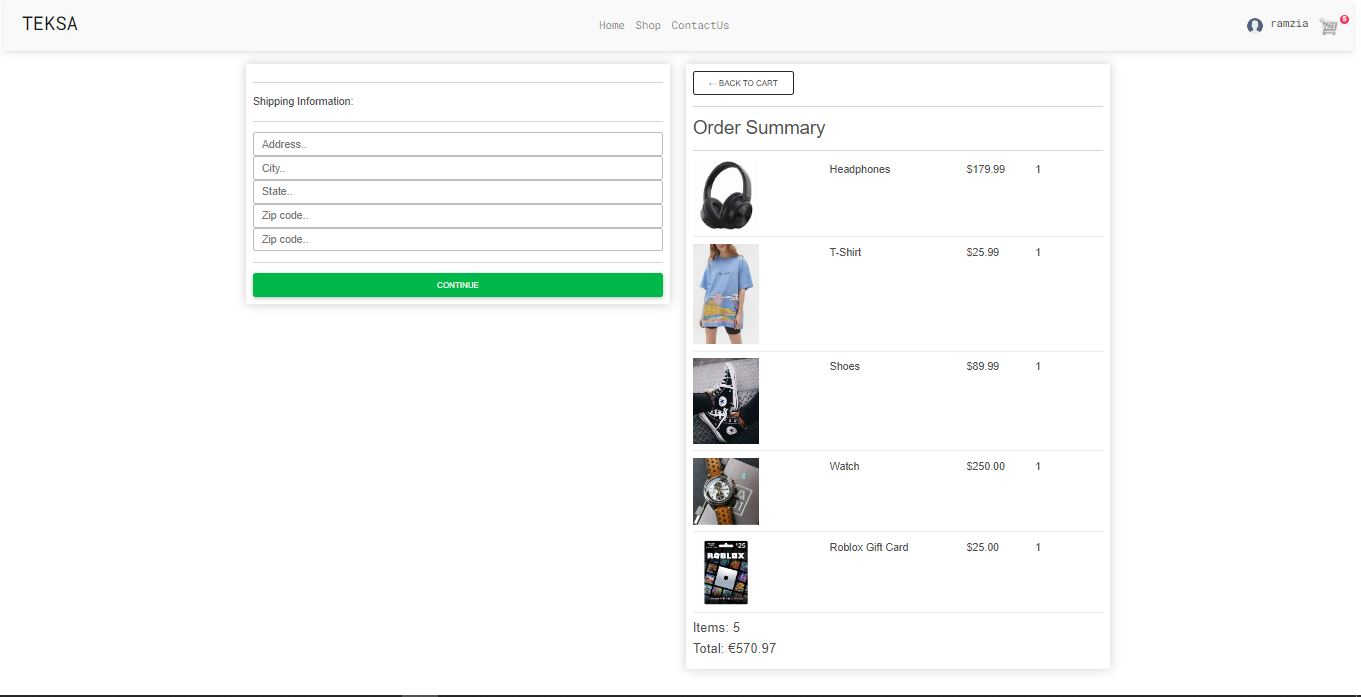 TEKSA
Home Shop ContactUs
ramzia
5
Shipping Information:
Address..
City..
State..
Zip code..
Zip code..
CONTINUE
← BACK TO CART
Order Summary
Headphones $179.99 1
T-Shirt $25.99 1
Shoes $89.99 1
Watch $250.00 1
$25
ROBLOX
Roblox Gift Card $25.00 1
Items: 5
Total: €570.97